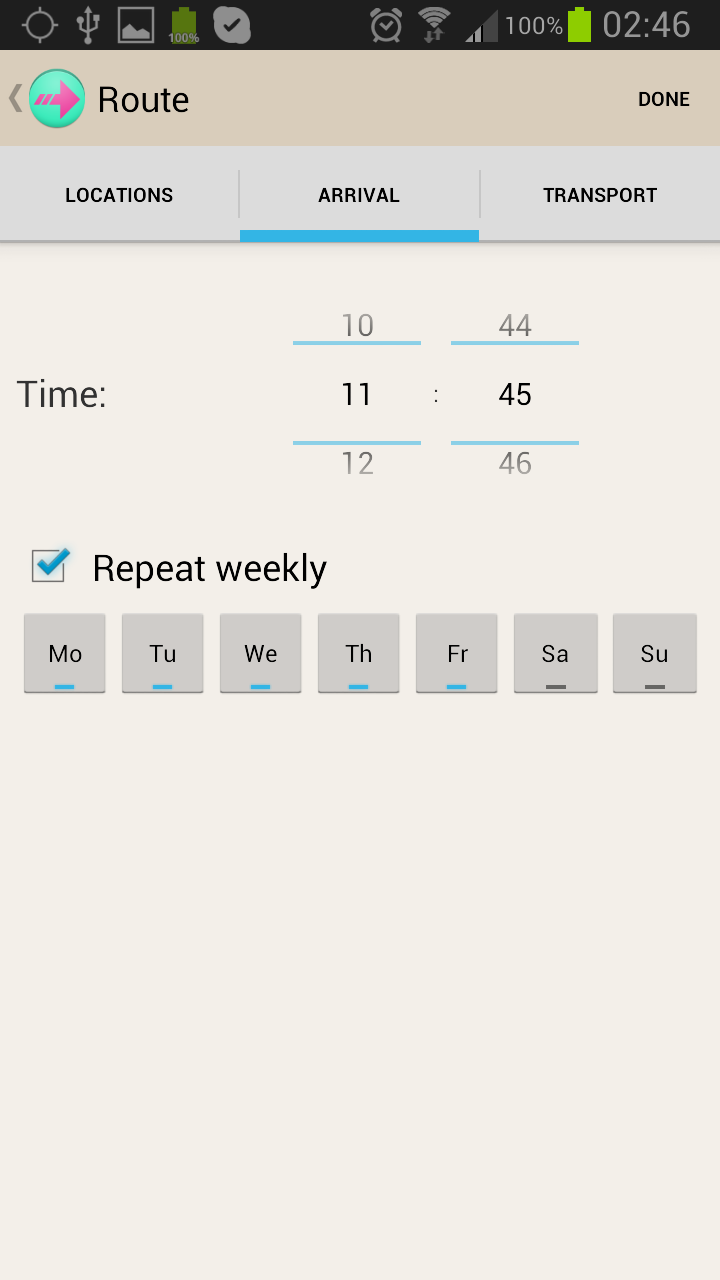 100% 100% 02:46
Route DONE
LOCATIONS ARRIVAL TRANSPORT
10 44
Time: 11 : 45
12 46
Repeat weekly
Mo Tu We Th Fr Sa Su